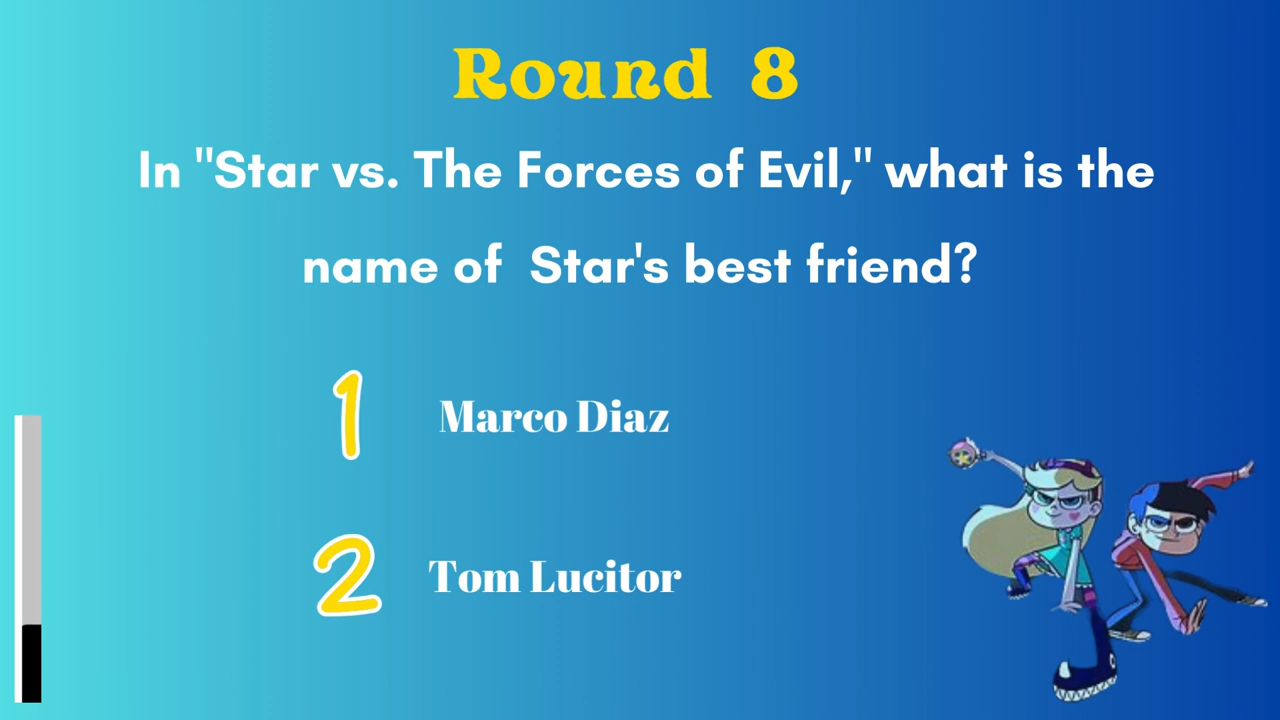 Round 8
In "Star vs. The Forces of Evil," what is the
name of Star's best friend?
1 Marco Diaz
2 Tom Lucitor